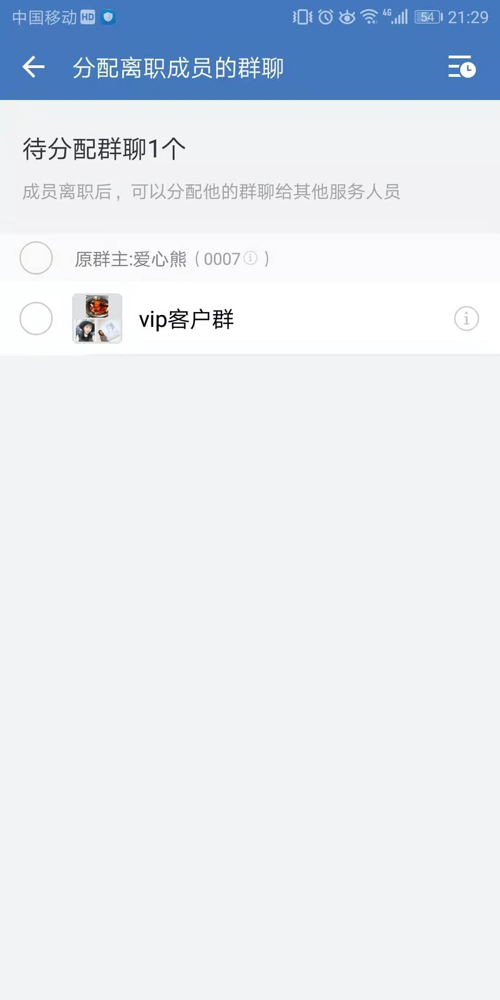 中国移动 HD 4G 54 21:29
分配离职成员的群聊
待分配群聊1个
成员离职后，可以分配他的群聊给其他服务人员
原群主:爱心熊（0007）
vip客户群